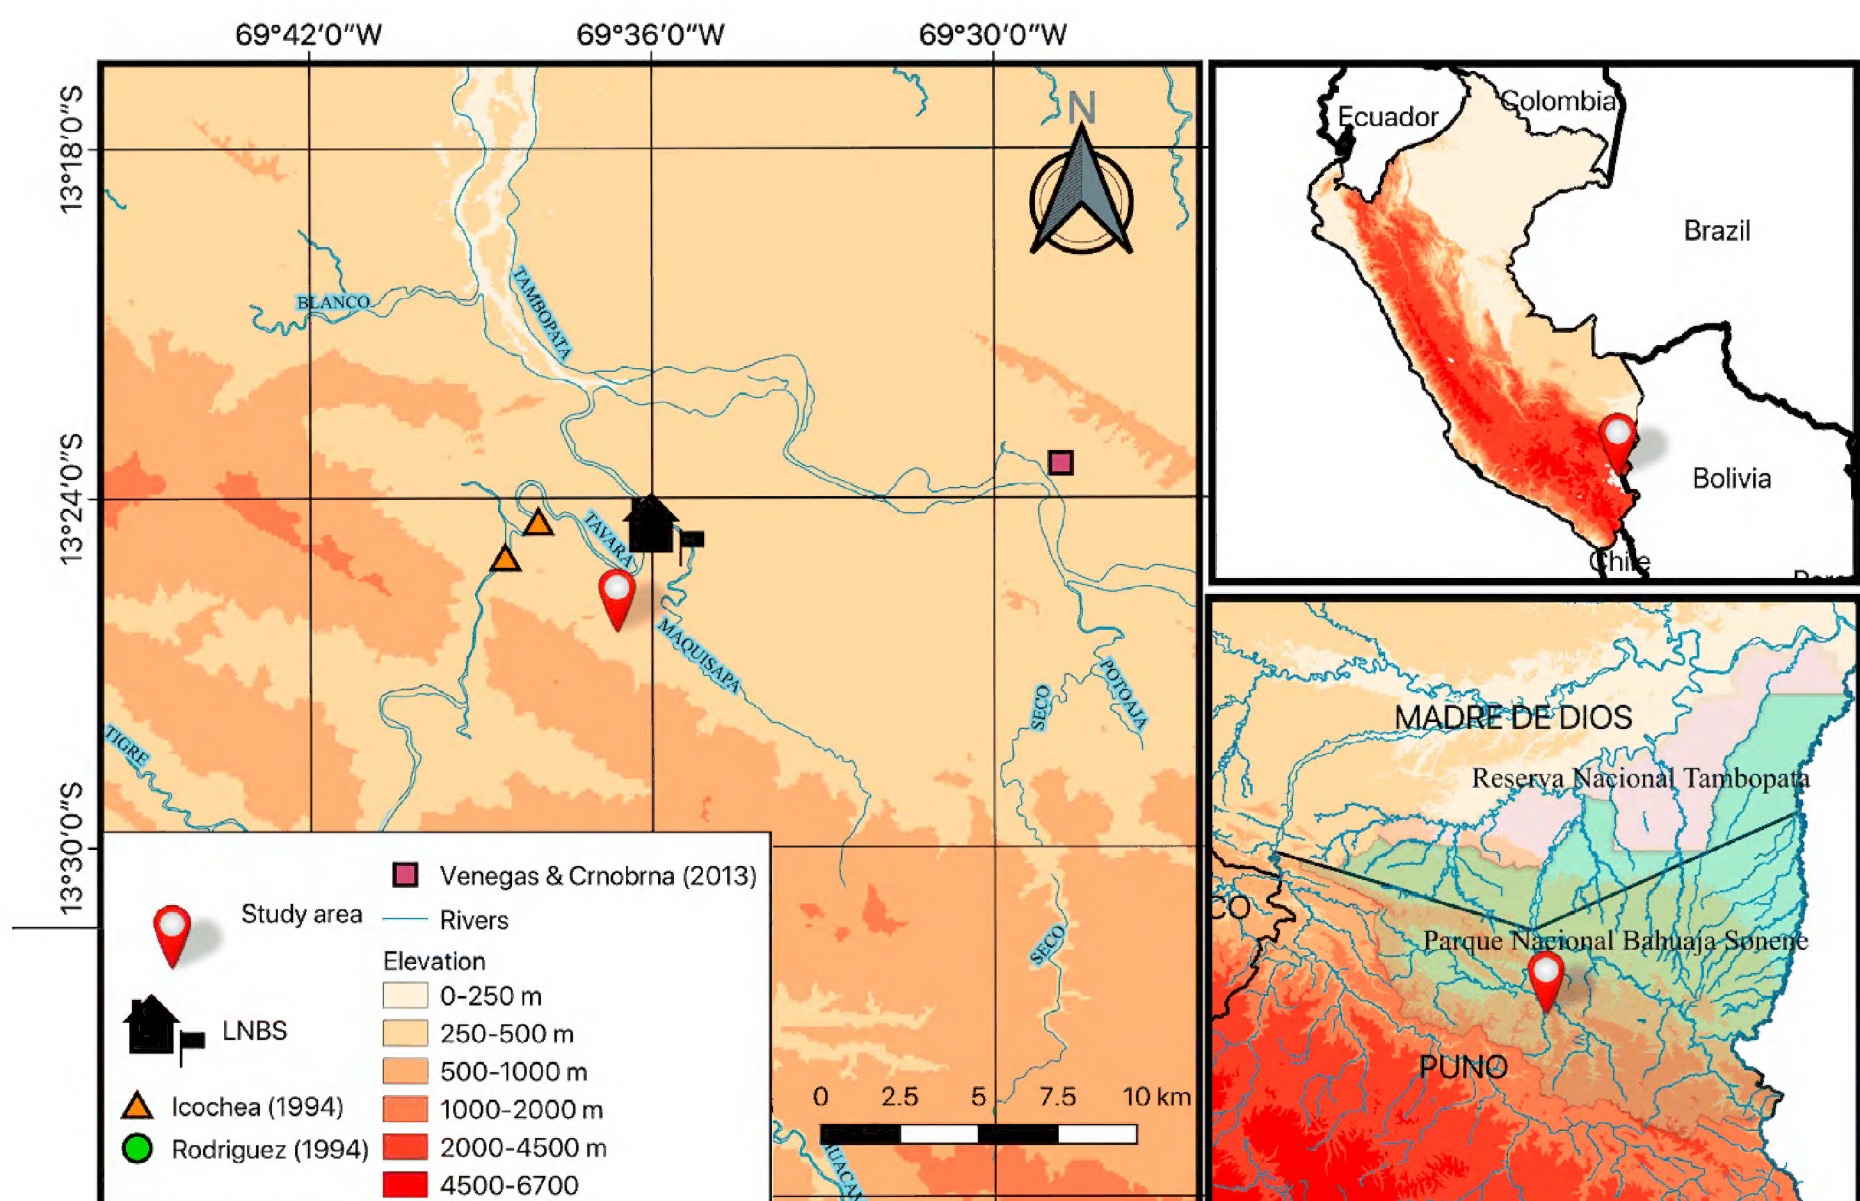 69°42'0"W 69°36'0"W 69°30'0"W
13°18'0"S
13°24'0"S
13°30'0"S
N
BLANCO
TAMBOPATA
TAVARA
MAQUISAPA
SECO
POTOAJA
TIGRE
SECO
Study area
LNBS
Icochea (1994)
Rodriguez (1994)
Venegas & Crnobrna (2013)
Rivers
Elevation
0-250 m
250-500 m
500-1000 m
1000-2000 m
2000-4500 m
4500-6700
0 2.5 5 7.5 10 km
Ecuador
Colombia
Brazil
Bolivia
Chile
MADRE DE DIOS
Reserva Nacional Tambopata
CO
Parque Nacional Bahuaja Sonene
PUNO